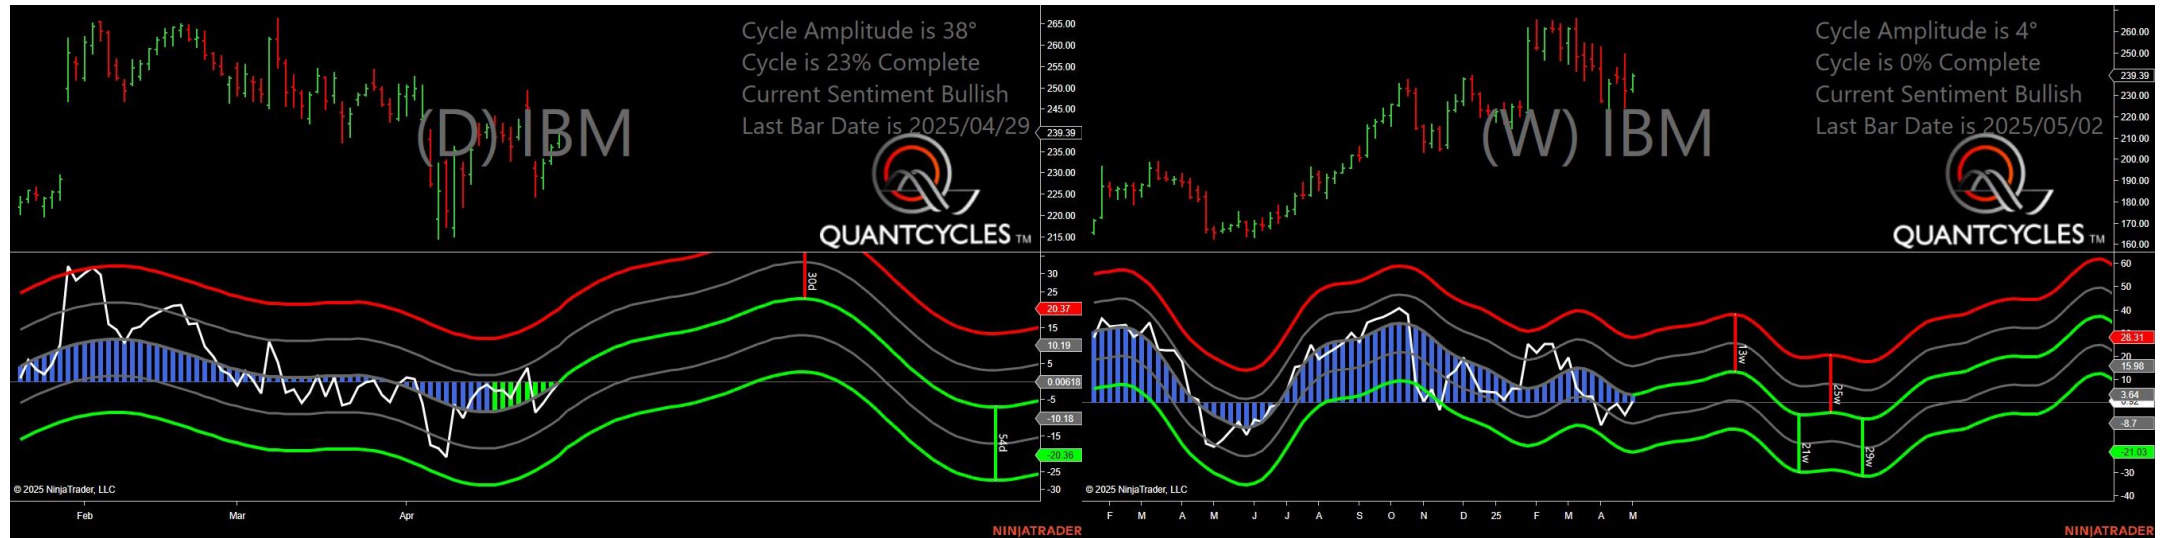 Cycle Amplitude is 38°
Cycle is 23% Complete
Current Sentiment Bullish
Last Bar Date is 2025/04/29
(D) IBM
QUANTCYCLES TM
265.00
260.00
255.00
250.00
245.00
239.39
235.00
230.00
225.00
220.00
215.00
30d
54d
30
25
20.37
15
10.19
5
0.00618
-5
-10.18
-15
-20.36
-25
-30
© 2025 NinjaTrader, LLC
Feb
Mar
Apr
NINJATRADER
Cycle Amplitude is 4°
Cycle is 0% Complete
Current Sentiment Bullish
Last Bar Date is 2025/05/02
(W) IBM
QUANTCYCLES TM
260.00
250.00
239.39
230.00
220.00
210.00
200.00
190.00
180.00
170.00
160.00
13w
25w
21w
29w
60
50
40
28.31
20
15.98
10
3.64
-8.7
-21.03
-30
-40
© 2025 NinjaTrader, LLC
F M A M J J A S O N D 25 F M A M
NINJATRADER